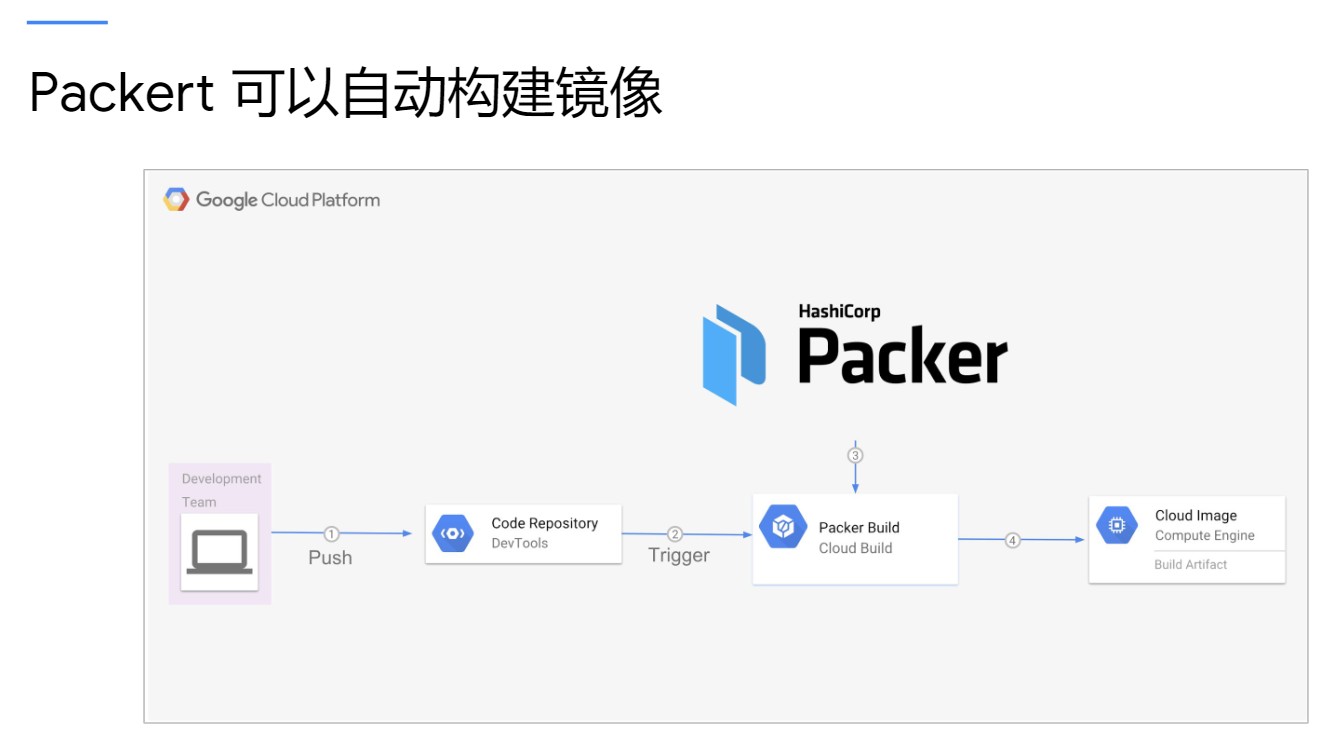 Packert 可以自动构建镜像
Google Cloud Platform
HashiCorp
Packer
3
Development
Team
1
Push
Code Repository
DevTools
2
Trigger
Packer Build
Cloud Build
4
Cloud Image
Compute Engine
Build Artifact